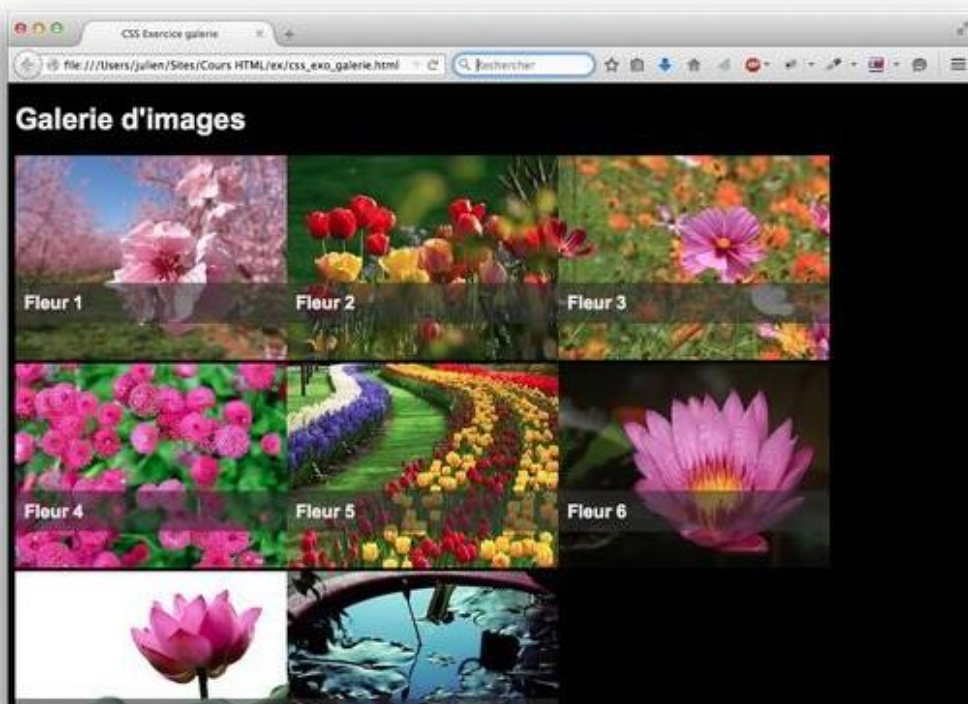 CSS Exercice galerie
file:///Users/julien/Sites/Cours HTML/ex/css_exo_galerie.html
Rechercher
Galerie d'images
Fleur 1
Fleur 2
Fleur 3
Fleur 4
Fleur 5
Fleur 6